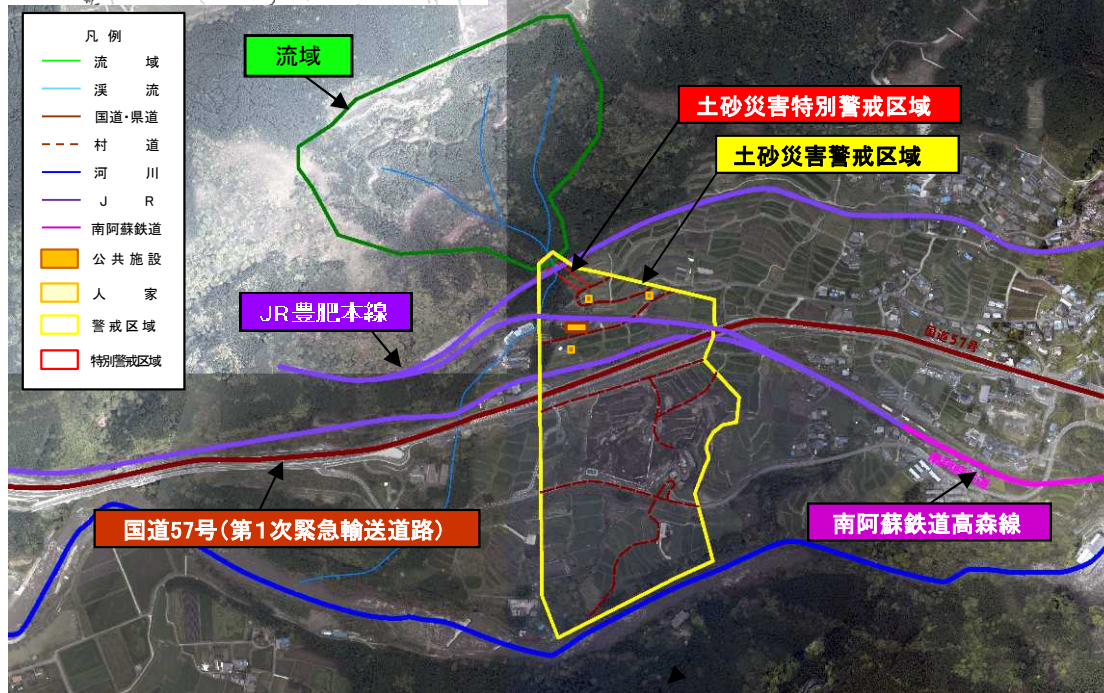 凡例
流域
溪流
国道・県道
村道
河川
JR
南阿蘇鉄道
公共施設
人家
警戒区域
特別警戒区域
流域
土砂災害特別警戒区域
土砂災害警戒区域
JR豊肥本線
国道57号
国道57号(第1次緊急輸送道路)
南阿蘇鉄道高森線